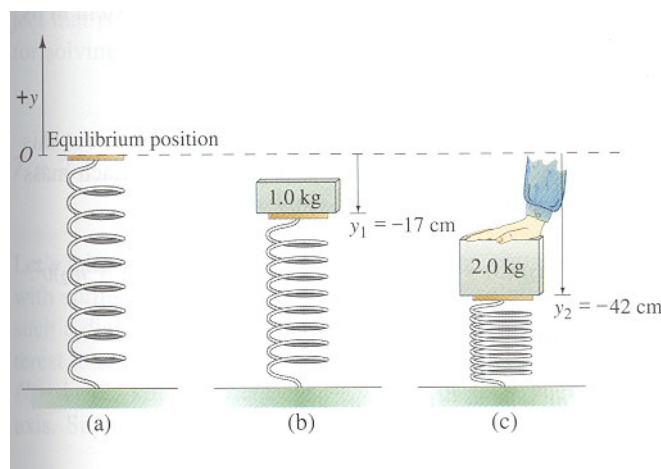 +y
O
Equilibrium position
1.0 kg
y₁ = −17 cm
2.0 kg
y₂ = −42 cm
(a)
(b)
(c)